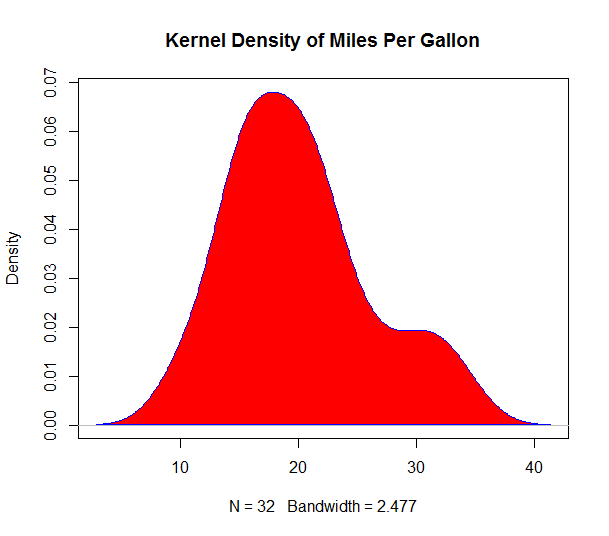 Kernel Density of Miles Per Gallon
0.07
0.06
0.05
0.04
0.03
0.02
0.01
0.00
Density
10 20 30 40
N = 32 Bandwidth = 2.477